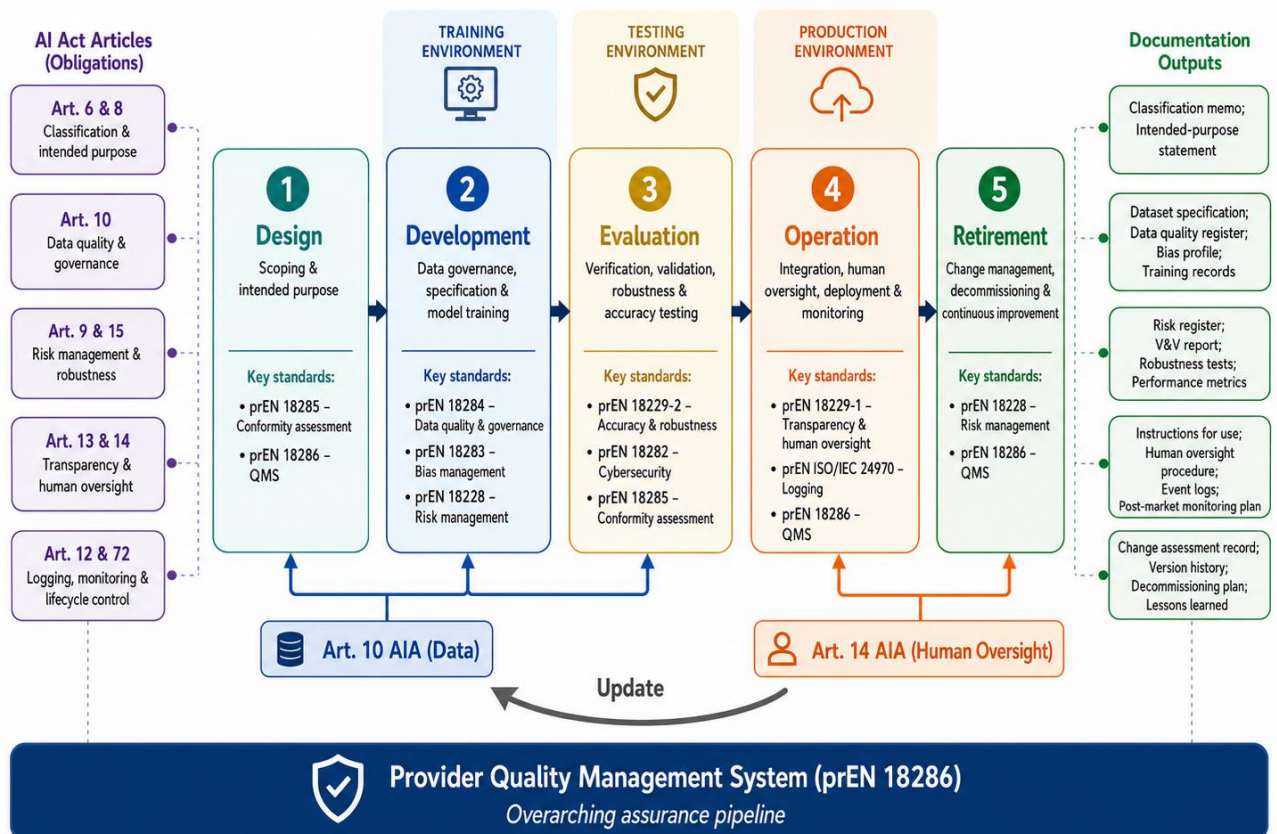 AI Act Articles
(Obligations)
Art. 6 & 8
Classification &
intended purpose
Art. 10
Data quality &
governance
Art. 9 & 15
Risk management &
robustness
Art. 13 & 14
Transparency &
human oversight
Art. 12 & 72
Logging, monitoring &
lifecycle control
TRAINING
ENVIRONMENT
TESTING
ENVIRONMENT
PRODUCTION
ENVIRONMENT
1
Design
Scoping &
intended purpose
Key standards:
• prEN 18285 –
Conformity assessment
• prEN 18286 –
QMS
2
Development
Data governance,
specification &
model training
Key standards:
• prEN 18284 –
Data quality & governance
• prEN 18283 –
Bias management
• prEN 18228 –
Risk management
3
Evaluation
Verification, validation,
robustness &
accuracy testing
Key standards:
• prEN 18229-2 –
Accuracy & robustness
• prEN 18282 –
Cybersecurity
• prEN 18285 –
Conformity assessment
4
Operation
Integration, human
oversight, deployment &
monitoring
Key standards:
• prEN 18229-1 –
Transparency &
human oversight
• prEN ISO/IEC 24970 –
Logging
• prEN 18286 –
QMS
5
Retirement
Change management,
decommissioning &
continuous improvement
Key standards:
• prEN 18228 –
Risk management
• prEN 18286 –
QMS
Documentation
Outputs
Classification memo;
Intended-purpose
statement
Dataset specification;
Data quality register;
Bias profile;
Training records
Risk register;
V&V report;
Robustness tests;
Performance metrics
Instructions for use;
Human oversight
procedure;
Event logs;
Post-market monitoring plan
Change assessment record;
Version history;
Decommissioning plan;
Lessons learned
Art. 10 AIA (Data)
Art. 14 AIA (Human Oversight)
Update
Provider Quality Management System (prEN 18286)
Overarching assurance pipeline